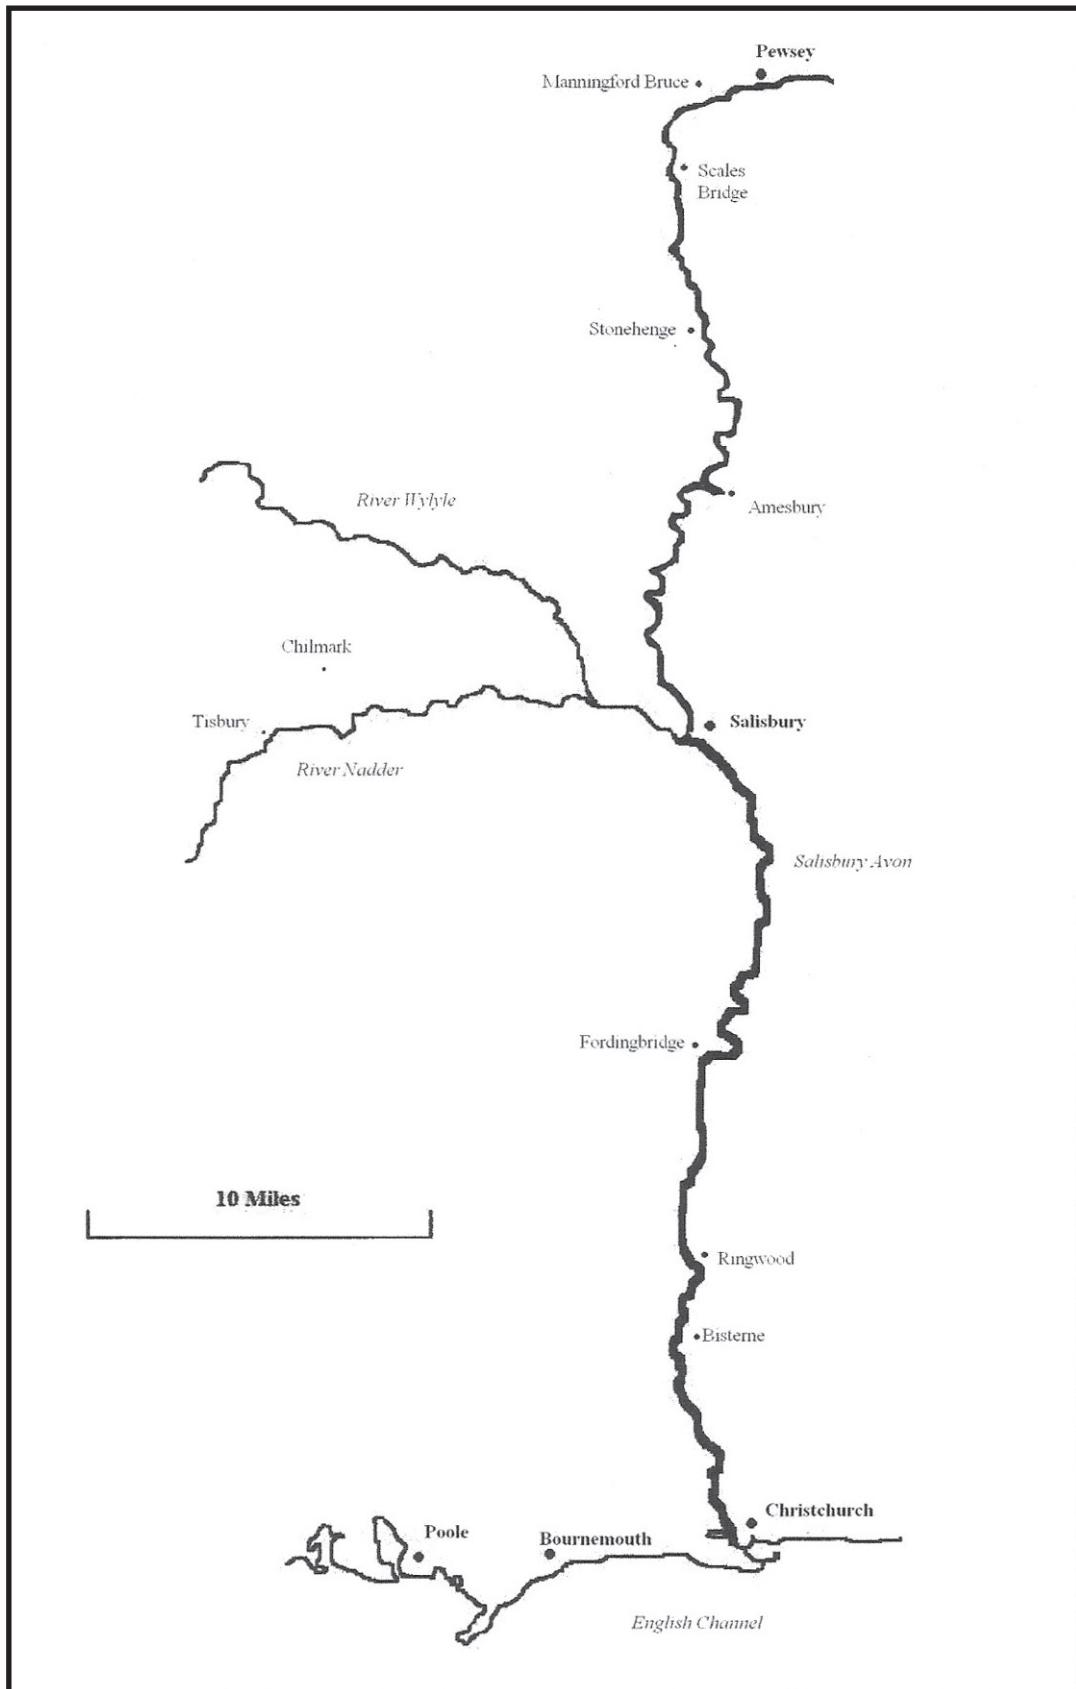 Pewsey
Manningford Bruce
Scales
Bridge
Stonehenge
River Wylyle
Amesbury
Chilmark
Tisbury
Salisbury
River Nadder
Salisbury Avon
Fordingbridge
10 Miles
Ringwood
Bisterne
Christchurch
Poole
Bournemouth
English Channel